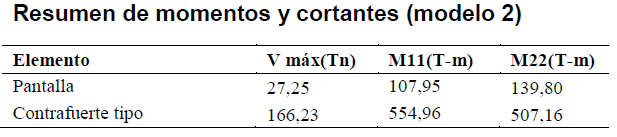 Resumen de momentos y cortantes (modelo 2)
Elemento V máx(Tn) M11(T-m) M22(T-m)
Pantalla 27,25 107,95 139,80
Contrafuerte tipo 166,23 554,96 507,16